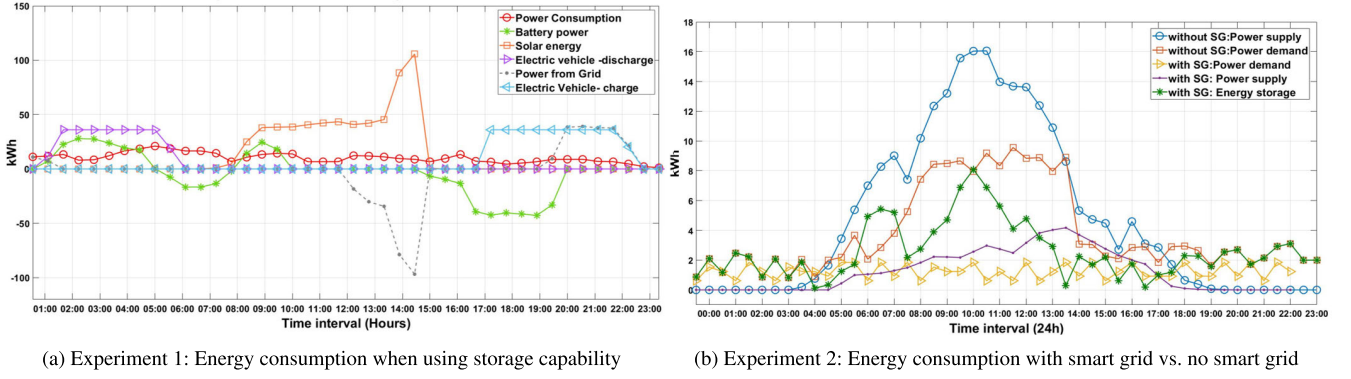 150
100
50
0
-50
-100
kWh
Power Consumption
Battery power
Solar energy
Electric vehicle -discharge
Power from Grid
Electric Vehicle- charge
01:00 02:00 03:00 04:00 05:00 06:00 07:00 08:00 09:00 10:00 11:00 12:00 13:00 14:00 15:00 16:00 17:00 18:00 19:00 20:00 21:00 22:00 23:00
Time interval (Hours)
(a) Experiment 1: Energy consumption when using storage capability
18
16
14
12
10
8
6
4
2
0
kWh
without SG:Power supply
without SG:Power demand
with SG:Power demand
with SG: Power supply
with SG: Energy storage
00:00 01:00 02:00 03:00 04:00 05:00 06:00 07:00 08:00 09:00 10:00 11:00 12:00 13:00 14:00 15:00 16:00 17:00 18:00 19:00 20:00 21:00 22:00 23:00
Time interval (24h)
(b) Experiment 2: Energy consumption with smart grid vs. no smart grid